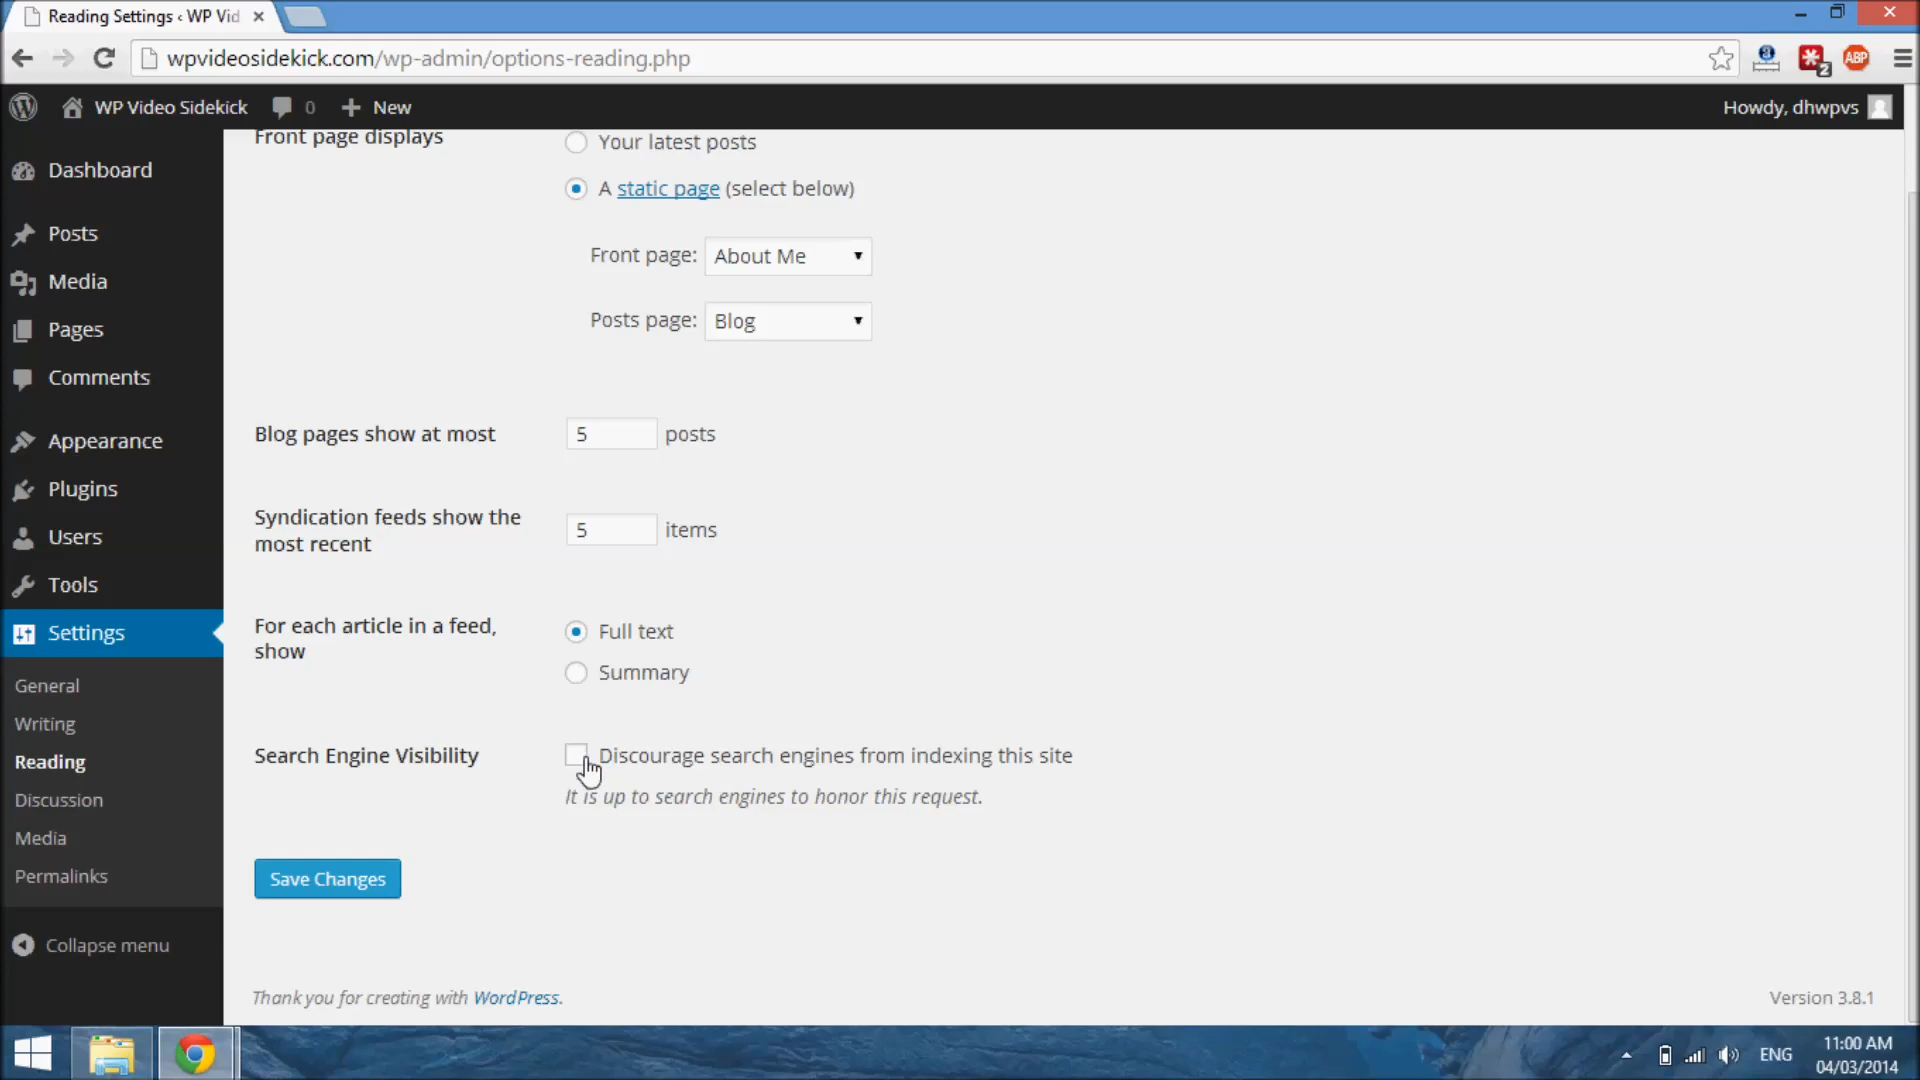 Reading Settings ‹ WP Vid
wpvideosidekick.com/wp-admin/options-reading.php
2
ABP
WP Video Sidekick
0
New
Howdy, dhwpvs
Dashboard
Posts
Media
Pages
Comments
Appearance
Plugins
Users
Tools
Settings
General
Writing
Reading
Discussion
Media
Permalinks
Collapse menu
Front page displays
Your latest posts
A static page (select below)
Front page: About Me
Posts page: Blog
Blog pages show at most
5 posts
Syndication feeds show the
most recent
5 items
For each article in a feed,
show
Full text
Summary
Search Engine Visibility
Discourage search engines from indexing this site
It is up to search engines to honor this request.
Save Changes
Thank you for creating with WordPress.
Version 3.8.1
ENG
11:00 AM
04/03/2014